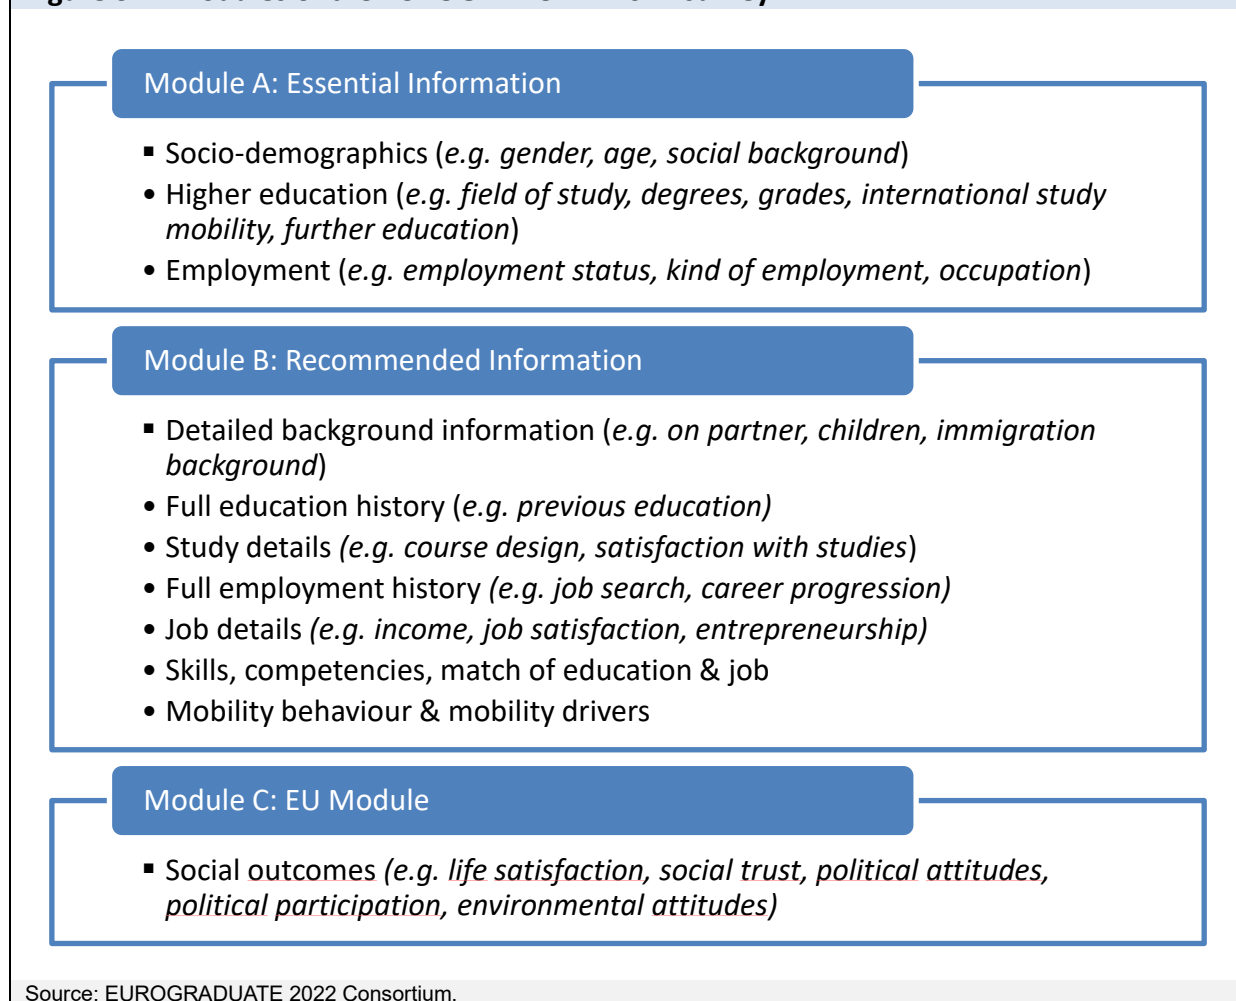 Module A: Essential Information
▪ Socio-demographics (e.g. gender, age, social background)
• Higher education (e.g. field of study, degrees, grades, international study
mobility, further education)
• Employment (e.g. employment status, kind of employment, occupation)
Module B: Recommended Information
▪ Detailed background information (e.g. on partner, children, immigration
background)
• Full education history (e.g. previous education)
• Study details (e.g. course design, satisfaction with studies)
• Full employment history (e.g. job search, career progression)
• Job details (e.g. income, job satisfaction, entrepreneurship)
• Skills, competencies, match of education & job
• Mobility behaviour & mobility drivers
Module C: EU Module
▪ Social outcomes (e.g. life satisfaction, social trust, political attitudes,
political participation, environmental attitudes)
Source: EUROGRADUATE 2022 Consortium.